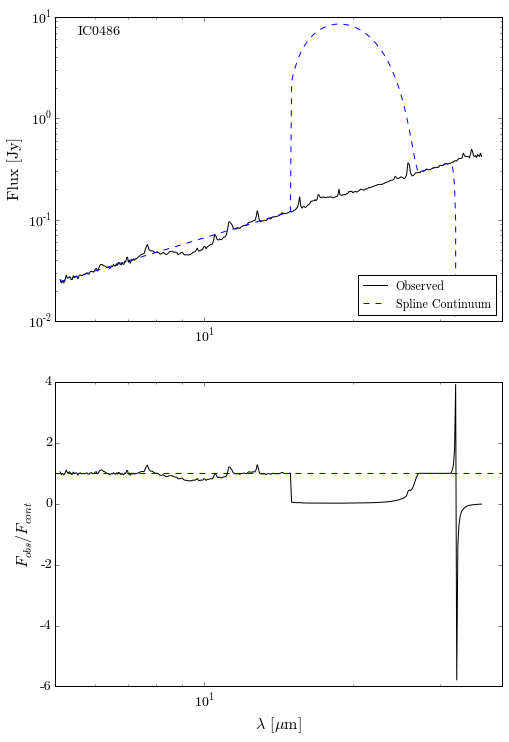 IC0486
10^1
10^0
10^-1
10^-2
Flux [Jy]
Observed
Spline Continuum
10^1
4
2
0
-2
-4
-6
F_obs/F_cont
10^1
λ [μm]